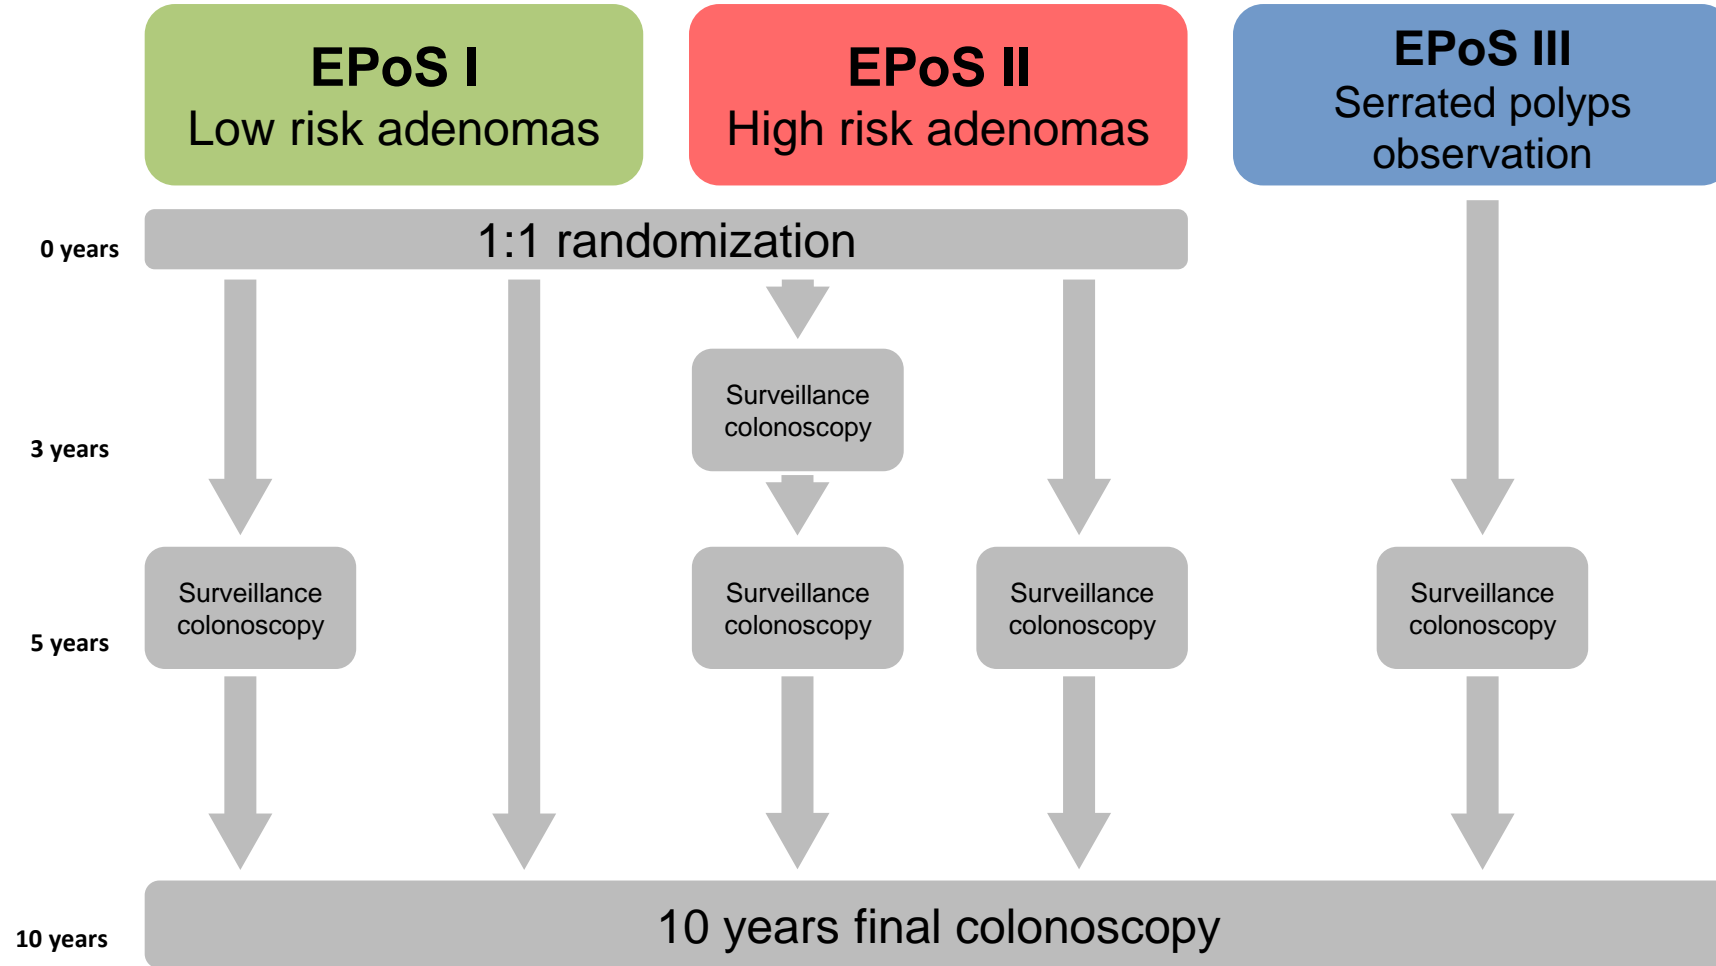 EPoS I
Low risk adenomas
EPoS II
High risk adenomas
EPoS III
Serrated polyps
observation
0 years
1:1 randomization
3 years
Surveillance
colonoscopy
5 years
Surveillance
colonoscopy
Surveillance
colonoscopy
Surveillance
colonoscopy
Surveillance
colonoscopy
10 years
10 years final colonoscopy